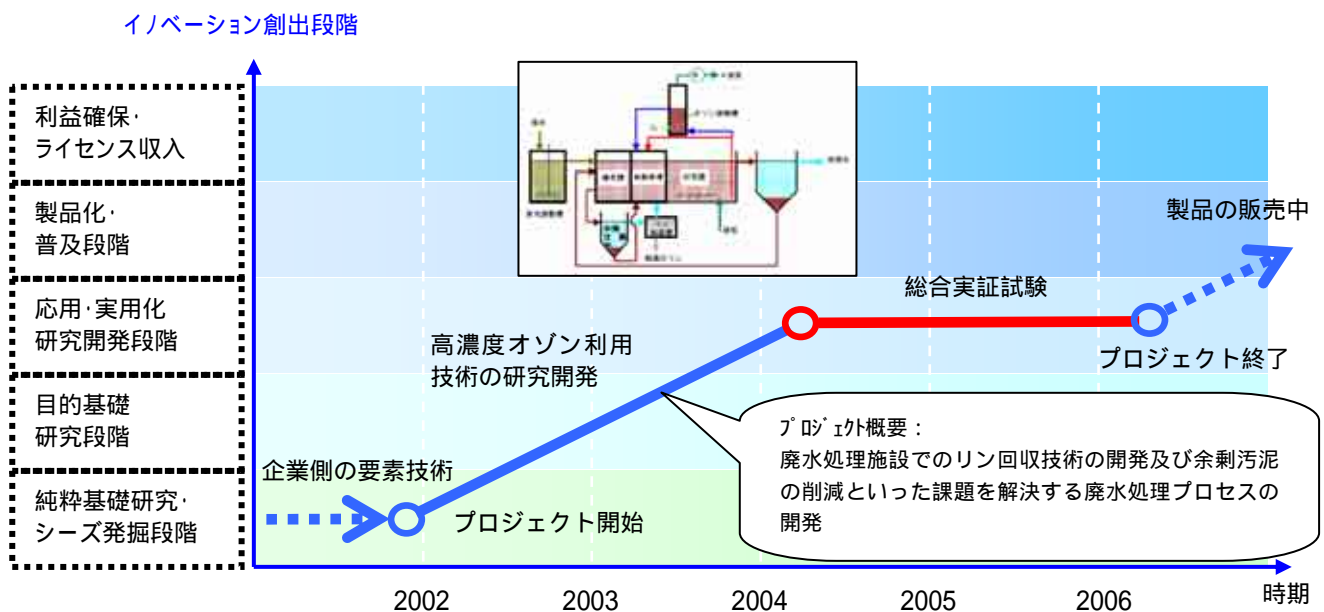 イノベーション創出段階
利益確保・
ライセンス収入
製品化・
普及段階
製品の販売中
応用・実用化
研究開発段階
総合実証試験
高濃度オゾン利用
技術の研究開発
プロジェクト終了
目的基礎
研究段階
プロジェクト概要：
廃水処理施設でのリン回収技術の開発及び余剰汚泥
の削減といった課題を解決する廃水処理プロセスの
開発
企業側の要素技術
純粋基礎研究・
シーズ発掘段階
プロジェクト開始
2002
2003
2004
2005
2006
時期